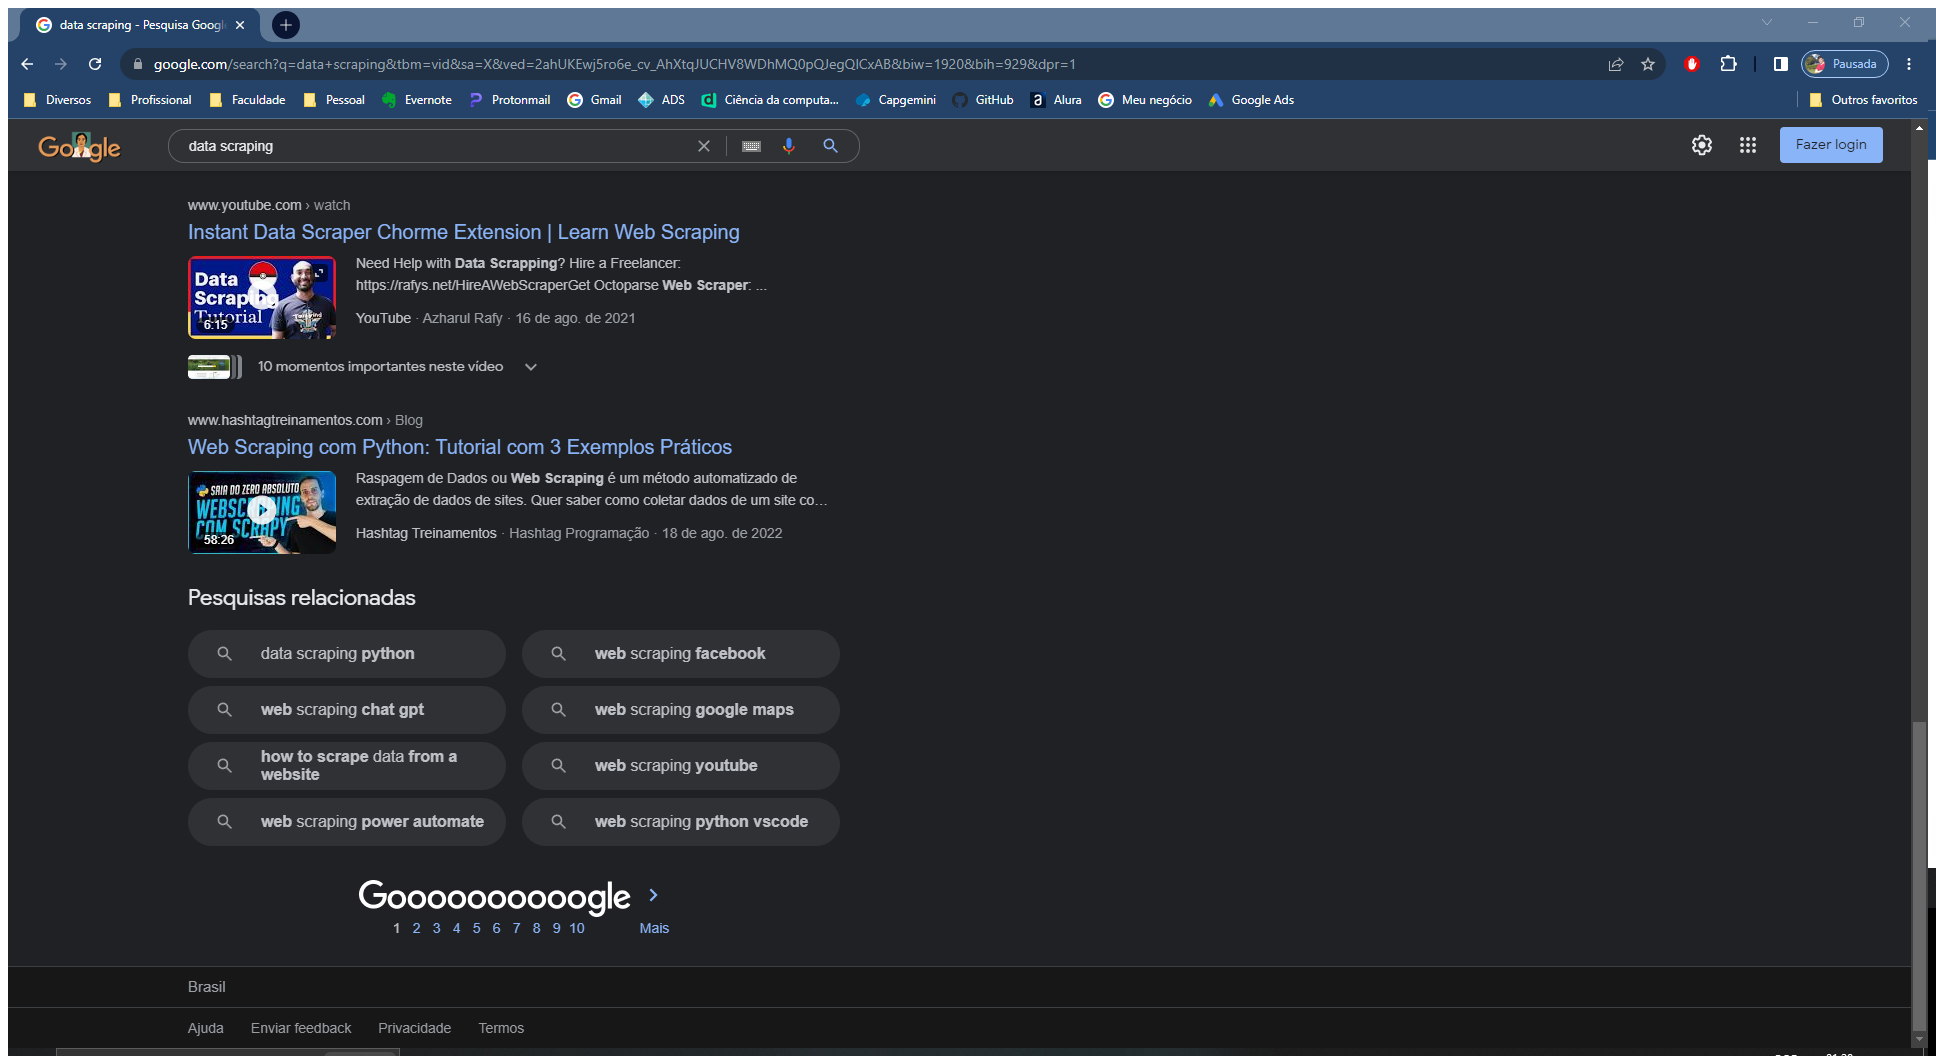 data scraping - Pesquisa Googl
google.com/search?q=data+scraping&tbm=vid&sa=X&ved=2ahUKEwj5ro6e_cv_AhXtqJUCHV8WDhMQ0pQJegQICxAB&biw=1920&bih=929&dpr=1
Pausada
Diversos Profissional Faculdade Pessoal Evernote Protonmail Gmail ADS Ciência da computa... Capgemini GitHub Alura Meu negócio Google Ads Outros favoritos
Google data scraping Fazer login
www.youtube.com › watch
Instant Data Scraper Chorme Extension | Learn Web Scraping
Data
Scraping
Tutorial
6:15
Need Help with Data Scrapping? Hire a Freelancer:
https://rafys.net/HireAWebScraperGet Octoparse Web Scraper: ...
YouTube · Azharul Rafy · 16 de ago. de 2021
10 momentos importantes neste vídeo
www.hashtagtreinamentos.com › Blog
Web Scraping com Python: Tutorial com 3 Exemplos Práticos
SAIA DO ZERO ABSOLUTO
WEBSCRAPING
COM SCRAPY
58:26
Raspagem de Dados ou Web Scraping é um método automatizado de
extração de dados de sites. Quer saber como coletar dados de um site co...
Hashtag Treinamentos · Hashtag Programação · 18 de ago. de 2022
Pesquisas relacionadas
data scraping python
web scraping facebook
web scraping chat gpt
web scraping google maps
how to scrape data from a
website
web scraping youtube
web scraping power automate
web scraping python vscode
Goooooooooogle
1 2 3 4 5 6 7 8 9 10 Mais
Brasil
Ajuda Enviar feedback Privacidade Termos